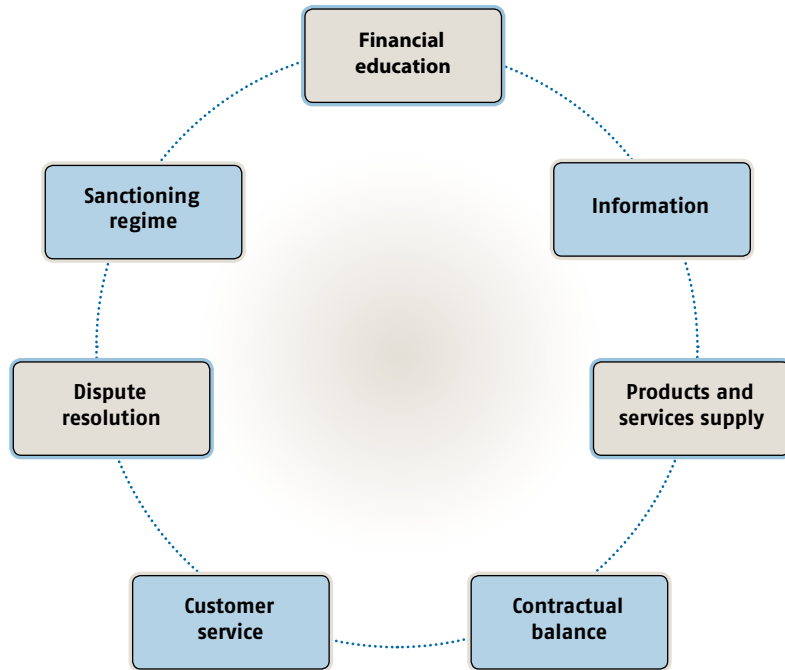 Financial
education
Information
Products and
services supply
Contractual
balance
Customer
service
Dispute
resolution
Sanctioning
regime